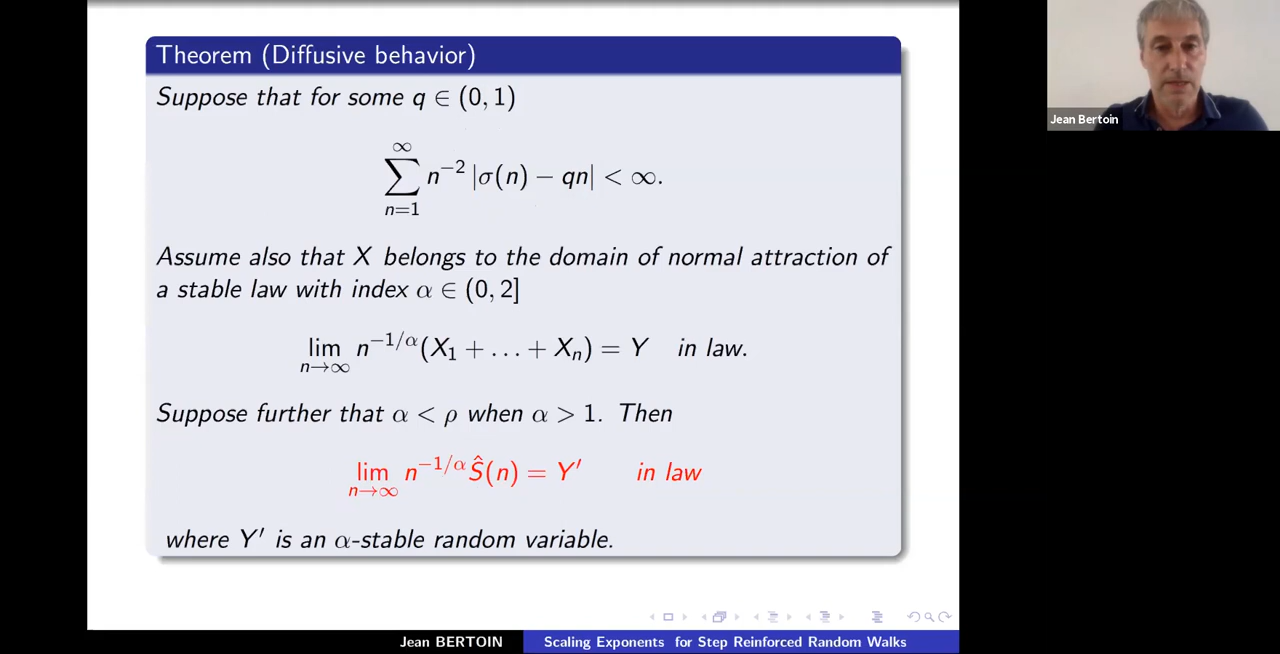 Theorem (Diffusive behavior)
Suppose that for some q ∈ (0, 1)
∑_{n=1}^{∞} n^{−2} |σ(n) − qn| < ∞.
Assume also that X belongs to the domain of normal attraction of
a stable law with index α ∈ (0, 2]
lim_{n→∞} n^{−1/α}(X_1 + . . . + X_n) = Y in law.
Suppose further that α < ρ when α > 1. Then
lim_{n→∞} n^{−1/α} Ŝ(n) = Y′ in law
where Y′ is an α-stable random variable.
Jean BERTOIN Scaling Exponents for Step Reinforced Random Walks
Jean Bertoin